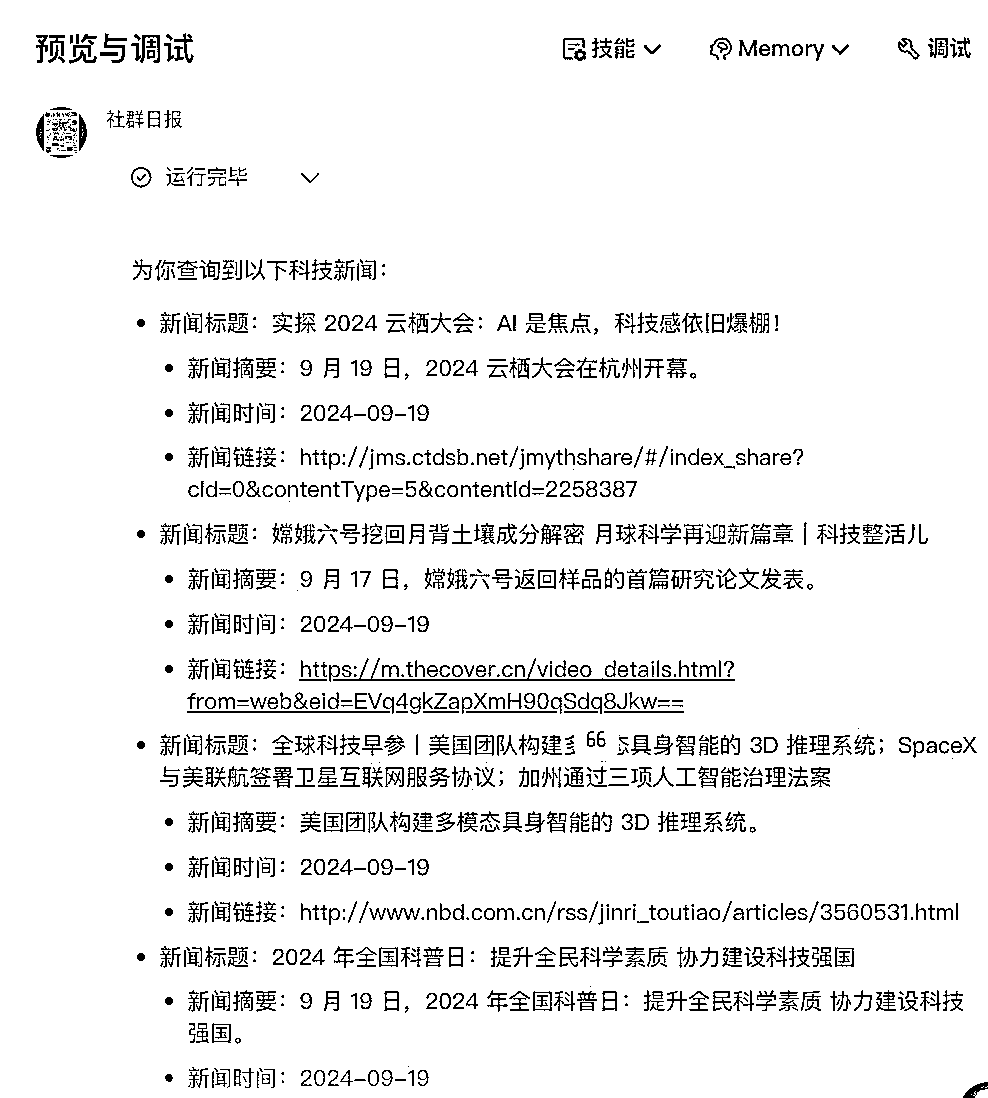 预览与调试
技能
Memory
调试
社群日报
运行完毕
为你查询到以下科技新闻：
• 新闻标题：实探 2024 云栖大会：AI 是焦点，科技感依旧爆棚！
• 新闻摘要：9 月 19 日，2024 云栖大会在杭州开幕。
• 新闻时间：2024-09-19
• 新闻链接：http://jms.ctdsb.net/jmythshare/#/index_share?
cId=0&contentType=5&contentId=2258387
• 新闻标题：嫦娥六号挖回月背土壤成分解密 月球科学再迎新篇章｜科技整活儿
• 新闻摘要：9 月 17 日，嫦娥六号返回样品的首篇研究论文发表。
• 新闻时间：2024-09-19
• 新闻链接：https://m.thecover.cn/video_details.html?
from=web&eid=EVq4gkZapXmH90qSdq8Jkw==
• 新闻标题：全球科技早参｜美国团队构建 66 具身智能的 3D 推理系统；SpaceX
与美联航签署卫星互联网服务协议；加州通过三项人工智能治理法案
• 新闻摘要：美国团队构建多模态具身智能的 3D 推理系统。
• 新闻时间：2024-09-19
• 新闻链接：http://www.nbd.com.cn/rss/jinri_toutiao/articles/3560531.html
• 新闻标题：2024 年全国科普日：提升全民科学素质 协力建设科技强国
• 新闻摘要：9 月 19 日，2024 年全国科普日：提升全民科学素质 协力建设科技
强国。
• 新闻时间：2024-09-19